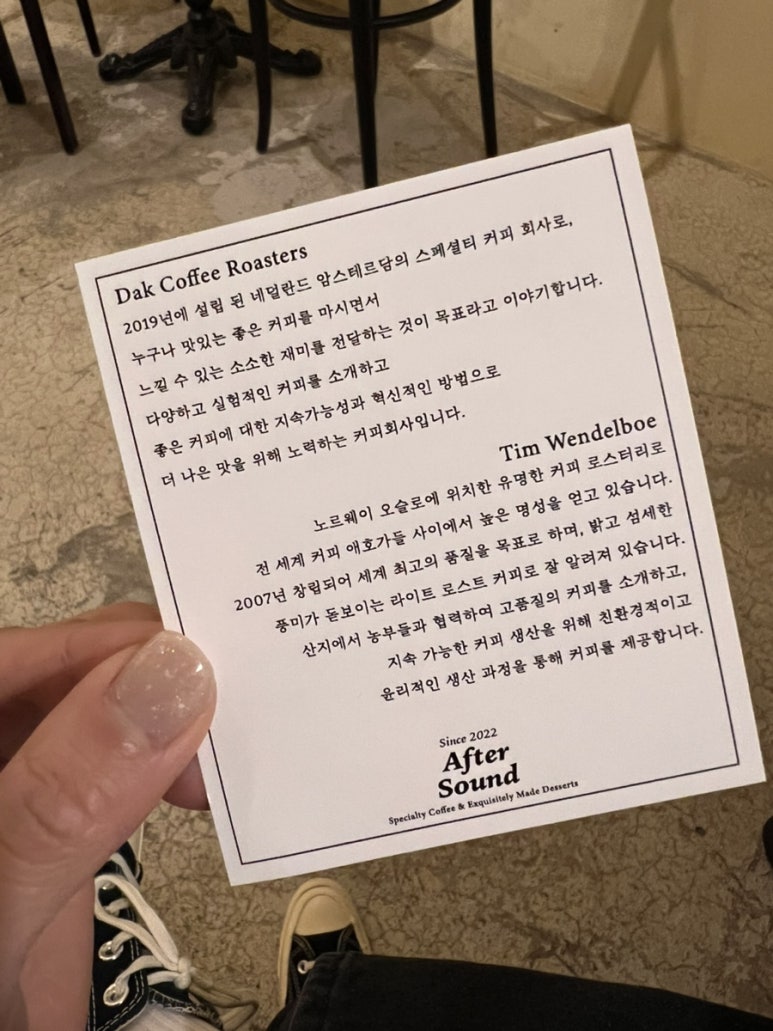 Dak Coffee Roasters
2019년에 설립 된 네덜란드 암스테르담의 스페셜티 커피 회사로,
누구나 맛있는 좋은 커피를 마시면서
느낄 수 있는 소소한 재미를 전달하는 것이 목표라고 이야기합니다.
다양하고 실험적인 커피를 소개하고
좋은 커피에 대한 지속가능성과 혁신적인 방법으로
더 나은 맛을 위해 노력하는 커피회사입니다.
Tim Wendelboe
노르웨이 오슬로에 위치한 유명한 커피 로스터리로
전 세계 커피 애호가들 사이에서 높은 명성을 얻고 있습니다.
2007년 창립되어 세계 최고의 품질을 목표로 하며, 밝고 섬세한
풍미가 돋보이는 라이트 로스트 커피로 잘 알려져 있습니다.
산지에서 농부들과 협력하여 고품질의 커피를 소개하고,
지속 가능한 커피 생산을 위해 친환경적이고
윤리적인 생산 과정을 통해 커피를 제공합니다.
Since 2022
After
Sound
Specialty Coffee & Exquisitely Made Desserts